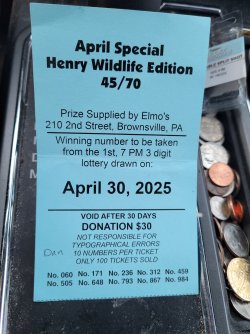 April Special
Henry Wildlife Edition
45/70
Prize Supplied by Elmo's
210 2nd Street, Brownsville, PA
Winning number to be taken
from the 1st, 7 PM 3 digit
lottery drawn on:
April 30, 2025
VOID AFTER 30 DAYS
DONATION $30
NOT RESPONSIBLE FOR
TYPOGRAPHICAL ERRORS
Dan 10 NUMBERS PER TICKET
ONLY 100 TICKETS SOLD
No. 060 No. 171 No. 236 No. 312 No. 459
No. 505 No. 648 No. 793 No. 867 No. 984